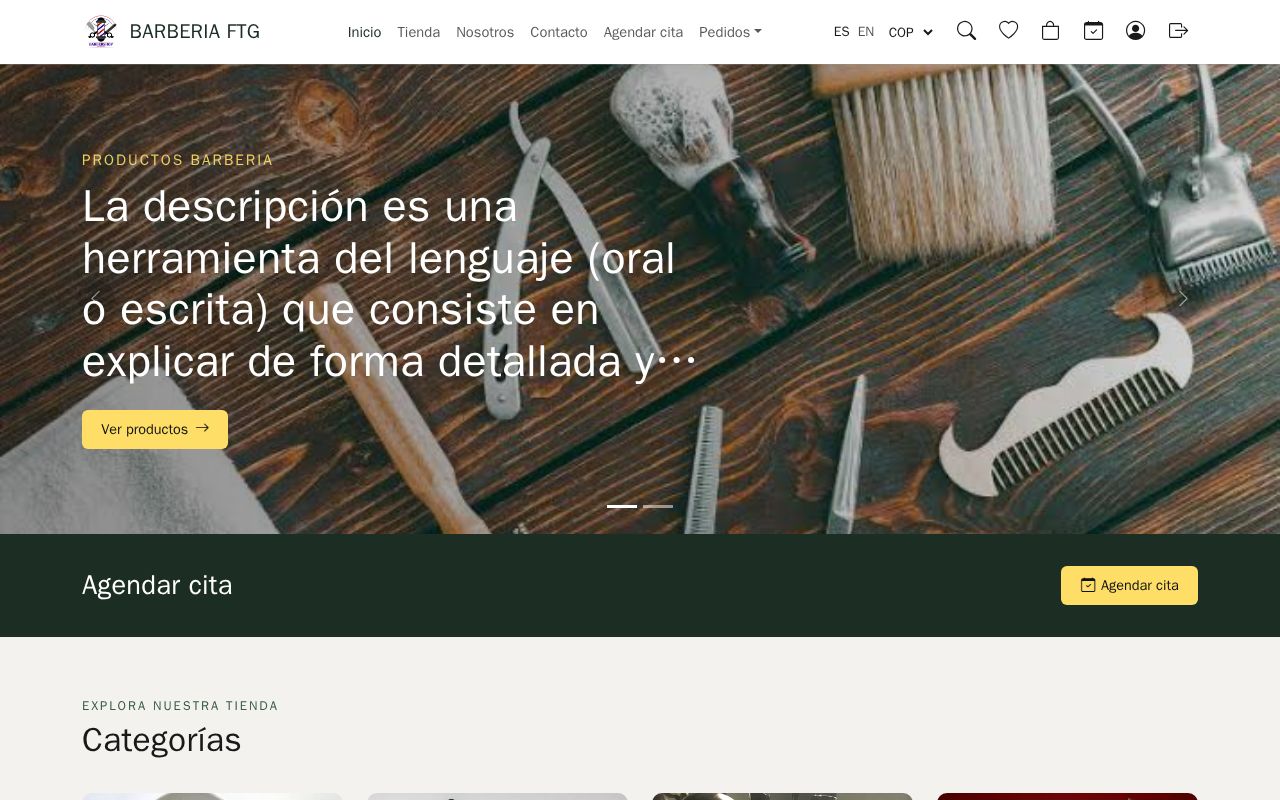 BARBERIA FTG
Inicio
Tienda
Nosotros
Contacto
Agendar cita
Pedidos
ES
EN
COP
PRODUCTOS BARBERIA
La descripción es una
herramienta del lenguaje (oral
o escrita) que consiste en
explicar de forma detallada y…
Ver productos
Agendar cita
Agendar cita
EXPLORA NUESTRA TIENDA
Categorías